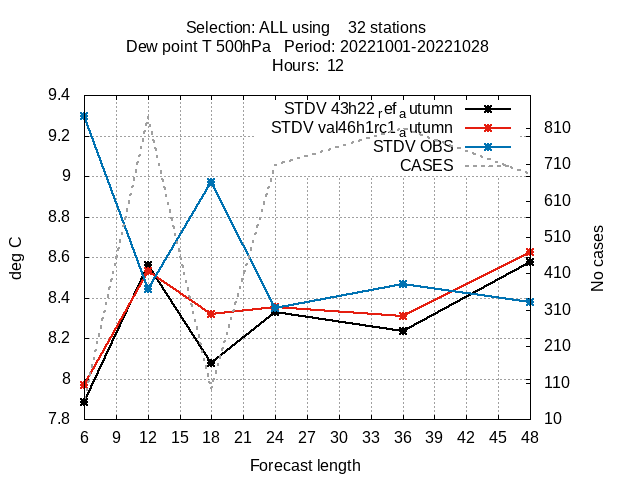 Selection: ALL using 32 stations
Dew point T 500hPa Period: 20221001-20221028
Hours: 12
STDV 43h22_ref_autumn
STDV val46h1rc1_autumn
STDV OBS
CASES
deg C
9.4
9.2
9
8.8
8.6
8.4
8.2
8
7.8
No cases
810
710
610
510
410
310
210
110
10
6 9 12 15 18 21 24 27 30 33 36 39 42 45 48
Forecast length